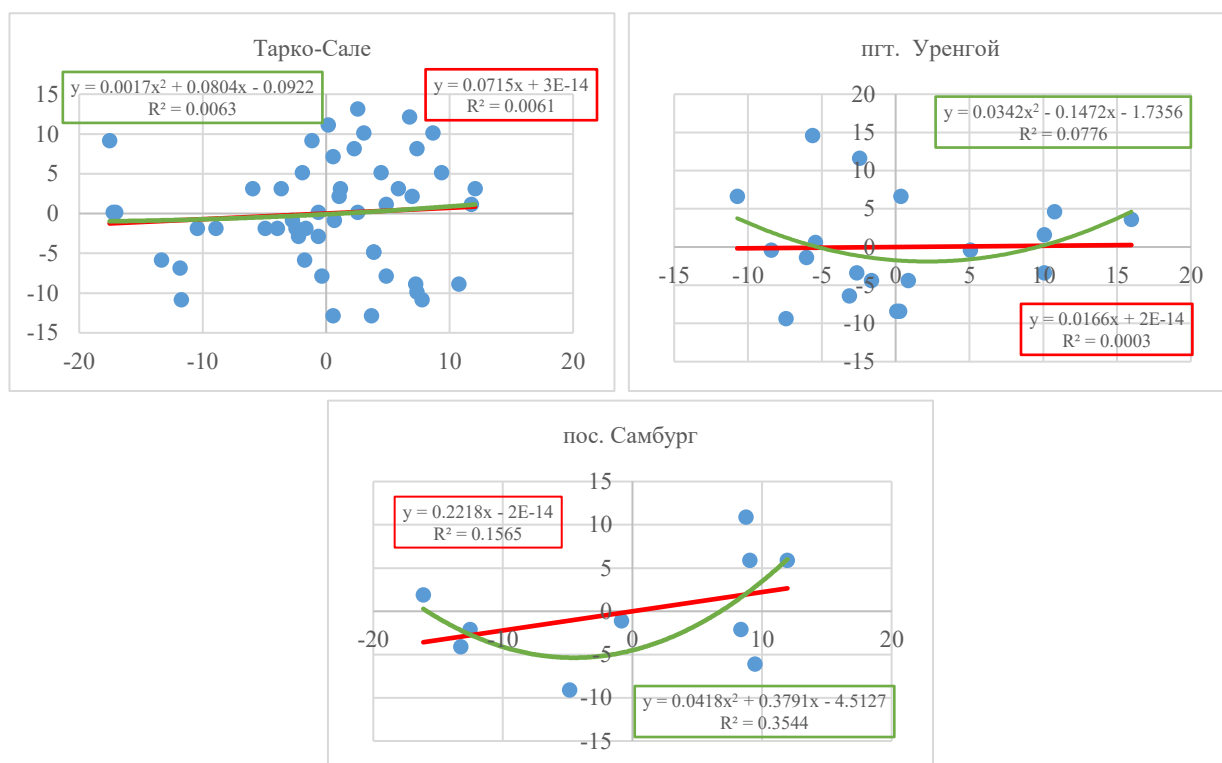 Тарко-Сале
y = 0.0017x² + 0.0804x - 0.0922
R² = 0.0063
y = 0.0715x + 3E-14
R² = 0.0061
15
10
5
0
-5
-10
-15
-20 -10 0 10 20
пгт. Уренгой
y = 0.0342x² - 0.1472x - 1.7356
R² = 0.0776
20
15
10
5
0
-5
-10
-15
-15 -10 -5 0 5 10 15 20
y = 0.0166x + 2E-14
R² = 0.0003
пос. Самбург
y = 0.2218x - 2E-14
R² = 0.1565
15
10
5
0
-5
-10
-15
-20 -10 0 10 20
y = 0.0418x² + 0.3791x - 4.5127
R² = 0.3544